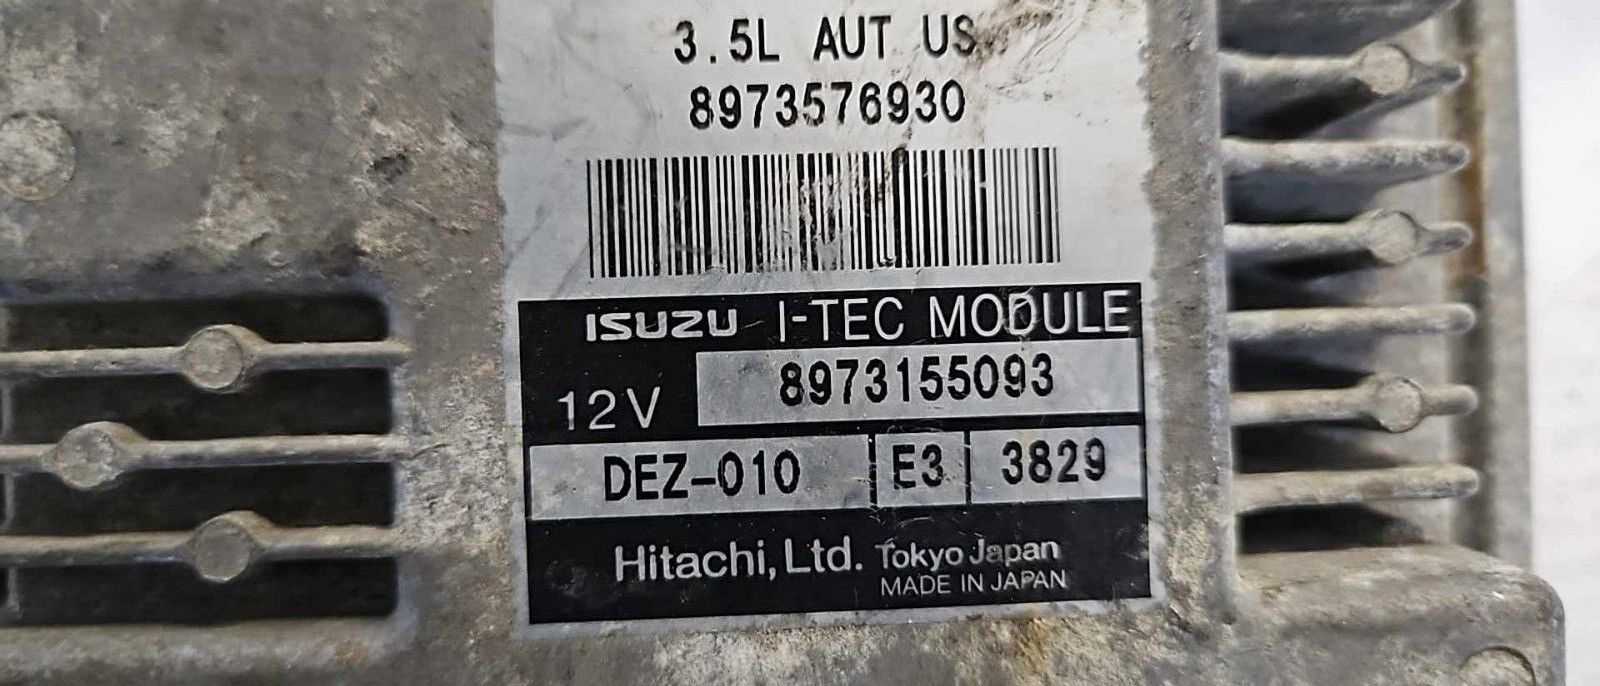 3.5L AUT US
8973576930
ISUZU I-TEC MODULE
12V 8973155093
DEZ-010 E3 3829
Hitachi, Ltd. Tokyo Japan
MADE IN JAPAN